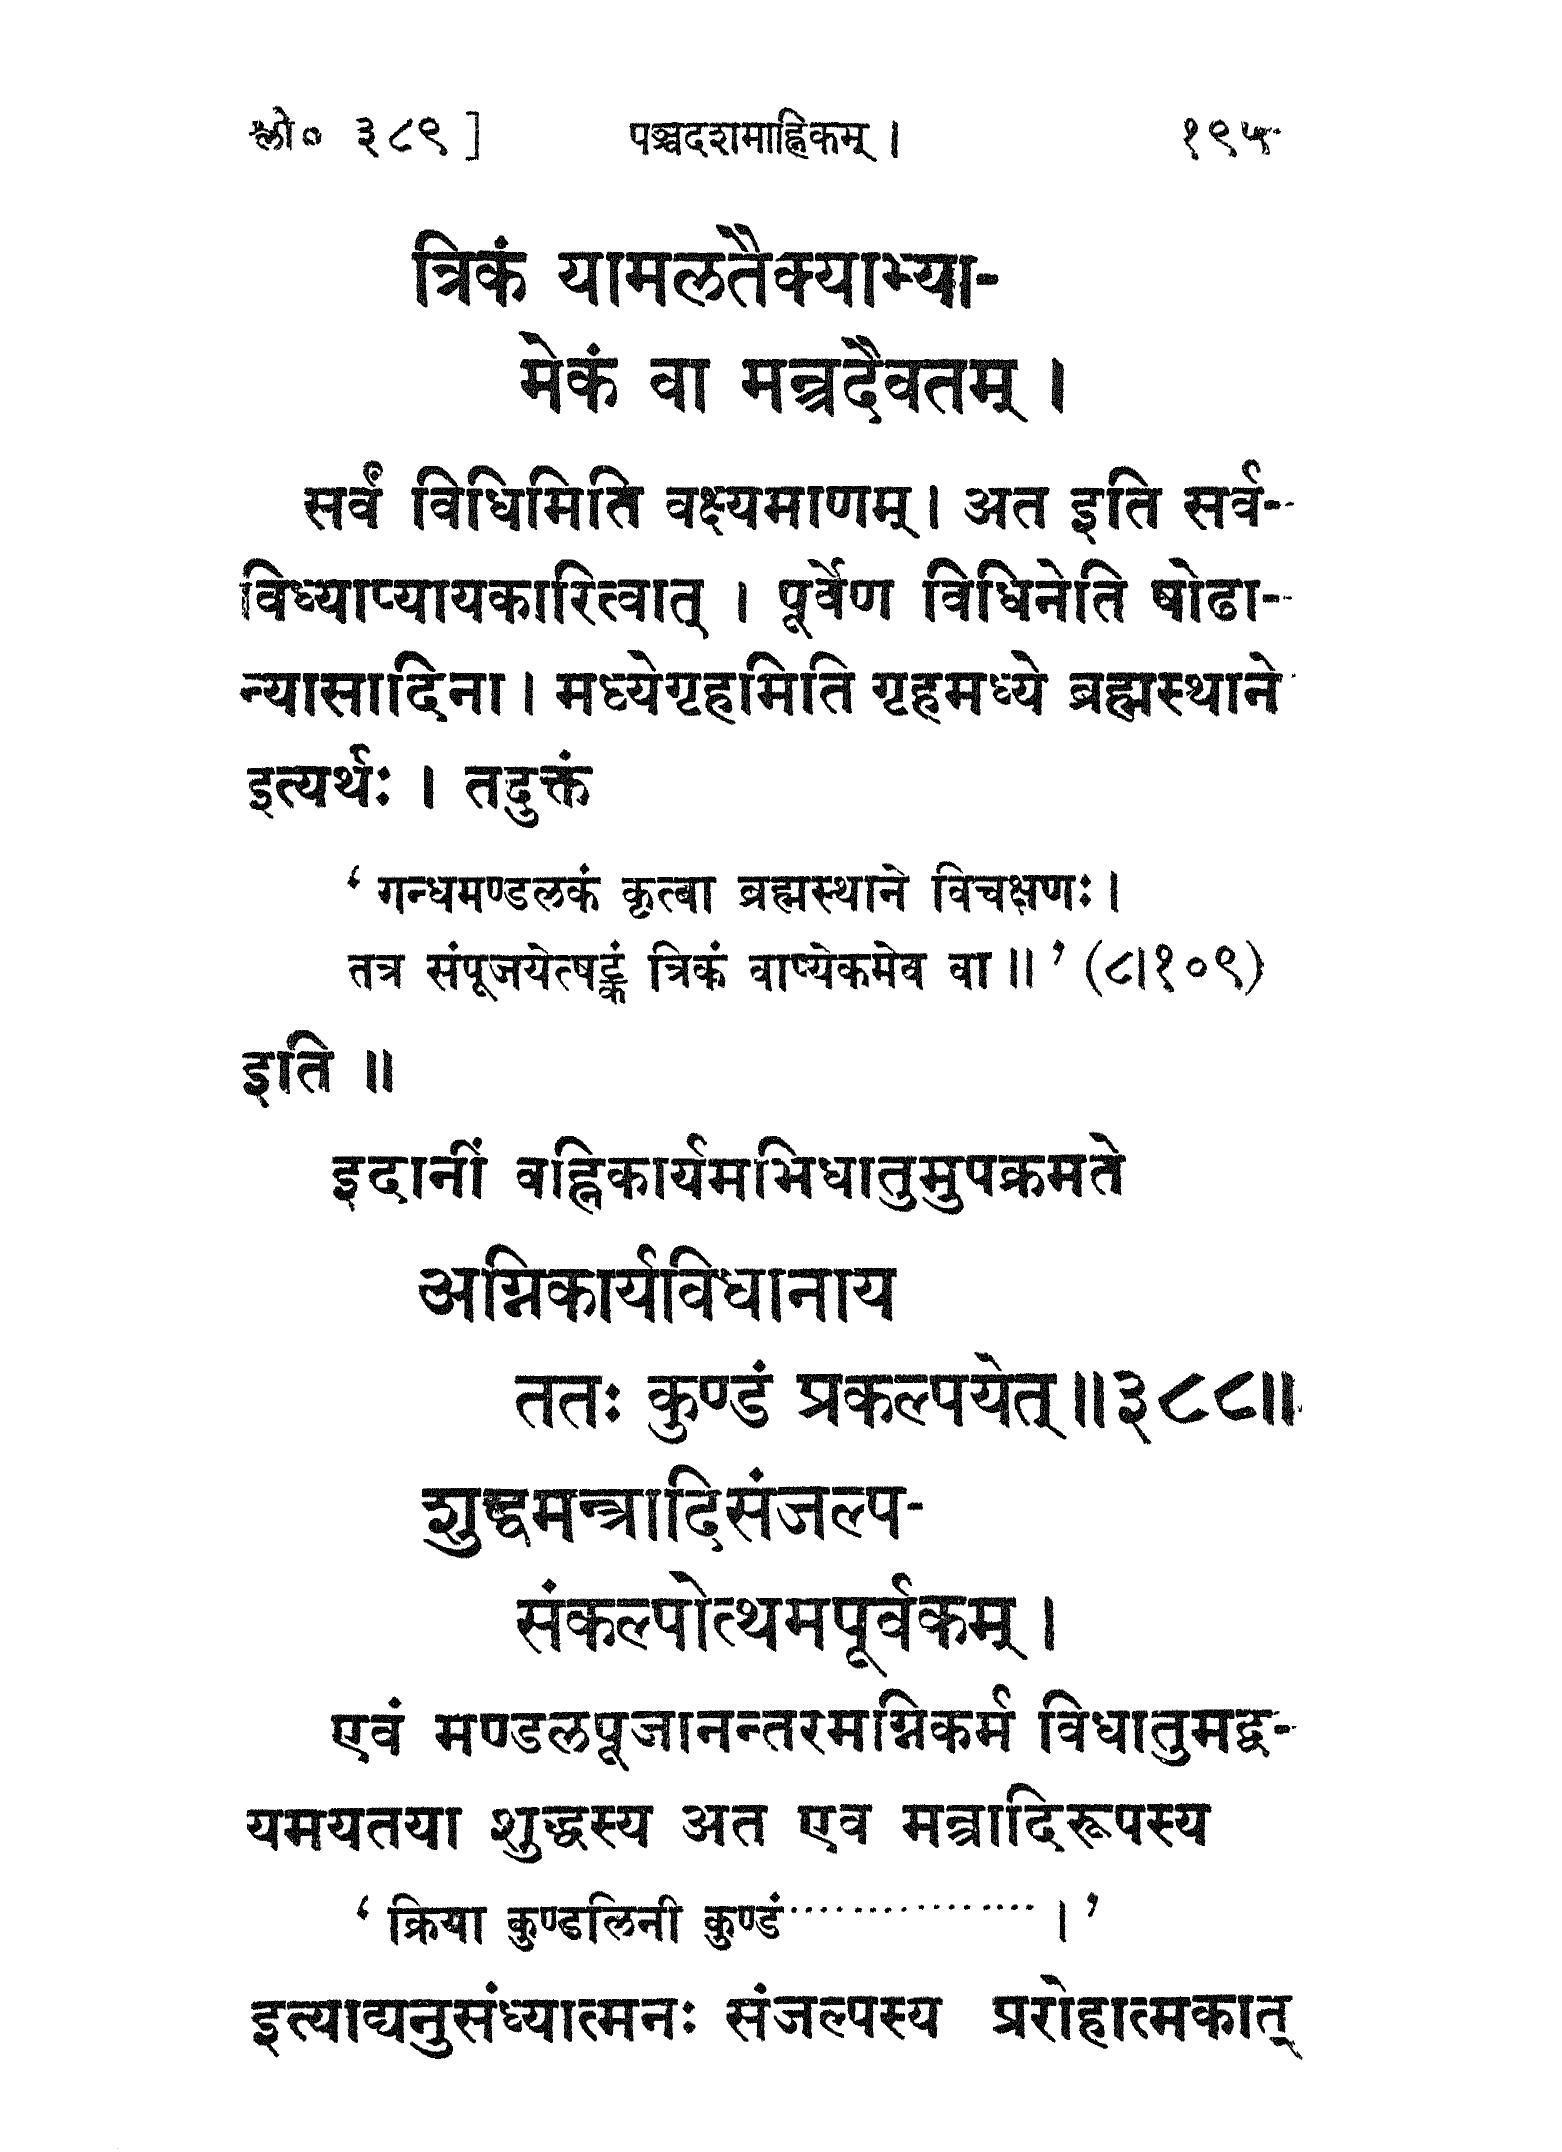 श्लो० ३८९] पञ्चदशमाह्निकम् । १९५
त्रिकं यामलतैक्याभ्या-
मेकं वा मन्त्रदैवतम् ।
सर्वं विधिमिति वक्ष्यमाणम् । अत इति सर्व-
विध्याप्यायकारित्वात् । पूर्वेण विधिनेति षोढा-
न्यासादिना । मध्येगृहमिति गृहमध्ये ब्रह्मस्थाने
इत्यर्थः । तदुक्तं
‘गन्धमण्डलकं कृत्वा ब्रह्मस्थाने विचक्षणः ।
तत्र संपूजयेत्षट्कं त्रिकं वाप्येकमेव वा ॥’ (८।१०९)
इति ॥
इदानीं वह्निकार्यमभिधातुमुपक्रमते
अग्निकार्यविधानाय
ततः कुण्डं प्रकल्पयेत् ॥३८८॥
शुद्धमन्त्रादिसंजल्प-
संकल्पोत्थमपूर्वकम् ।
एवं मण्डलपूजानन्तरमग्निकर्म विधातुमद्व-
यमयतया शुद्धस्य अत एव मन्त्रादिरूपस्य
‘क्रिया कुण्डलिनी कुण्डं················ ।’
इत्याद्यनुसंध्यात्मनः संजल्पस्य प्ररोहात्मकात्